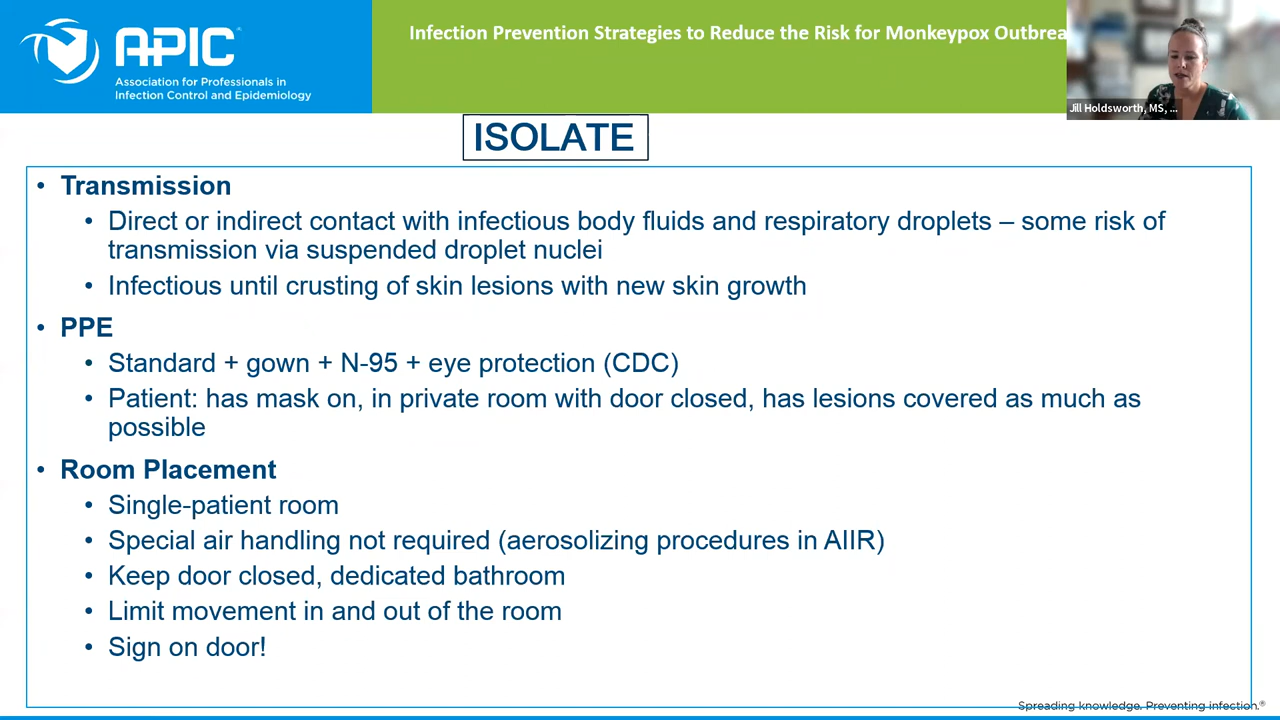 APIC®
Association for Professionals in
Infection Control and Epidemiology
Infection Prevention Strategies to Reduce the Risk for Monkeypox Outbrea
Jill Holdsworth, MS, ...
ISOLATE
• Transmission
• Direct or indirect contact with infectious body fluids and respiratory droplets – some risk of
transmission via suspended droplet nuclei
• Infectious until crusting of skin lesions with new skin growth
• PPE
• Standard + gown + N-95 + eye protection (CDC)
• Patient: has mask on, in private room with door closed, has lesions covered as much as
possible
• Room Placement
• Single-patient room
• Special air handling not required (aerosolizing procedures in AIIR)
• Keep door closed, dedicated bathroom
• Limit movement in and out of the room
• Sign on door!
Spreading knowledge. Preventing infection.®